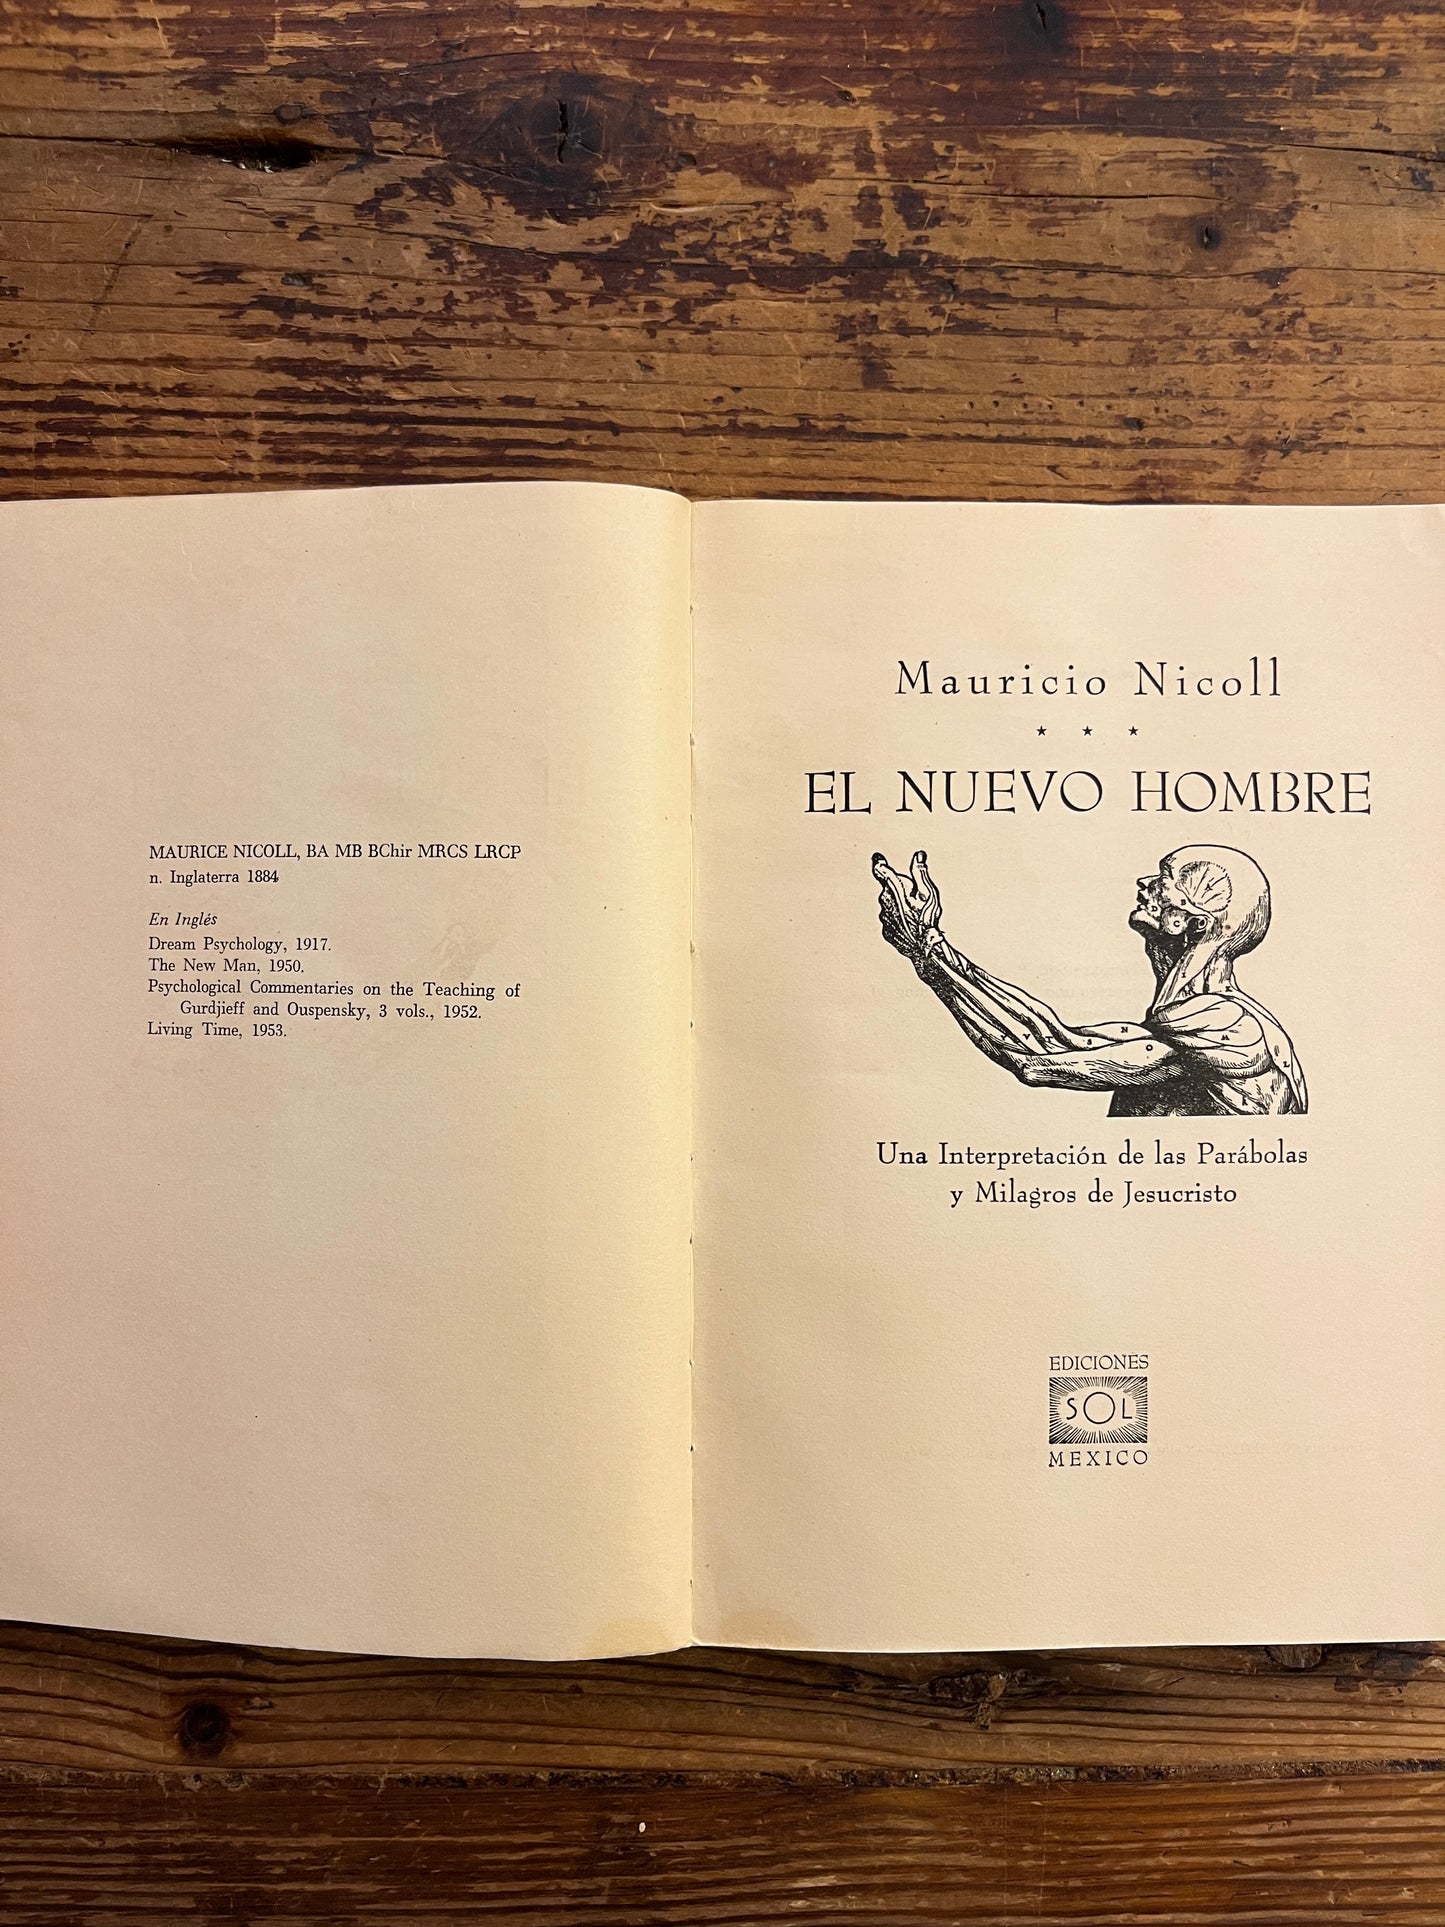 MAURICE NICOLL, BA MB BChir MRCS LRCP
n. Inglaterra 1884
En Inglés
Dream Psychology, 1917.
The New Man, 1950.
Psychological Commentaries on the Teaching of
Gurdjieff and Ouspensky, 3 vols., 1952.
Living Time, 1953.
Mauricio Nicoll
★ ★ ★
EL NUEVO HOMBRE
Una Interpretación de las Parábolas
y Milagros de Jesucristo
EDICIONES
SOL
MEXICO